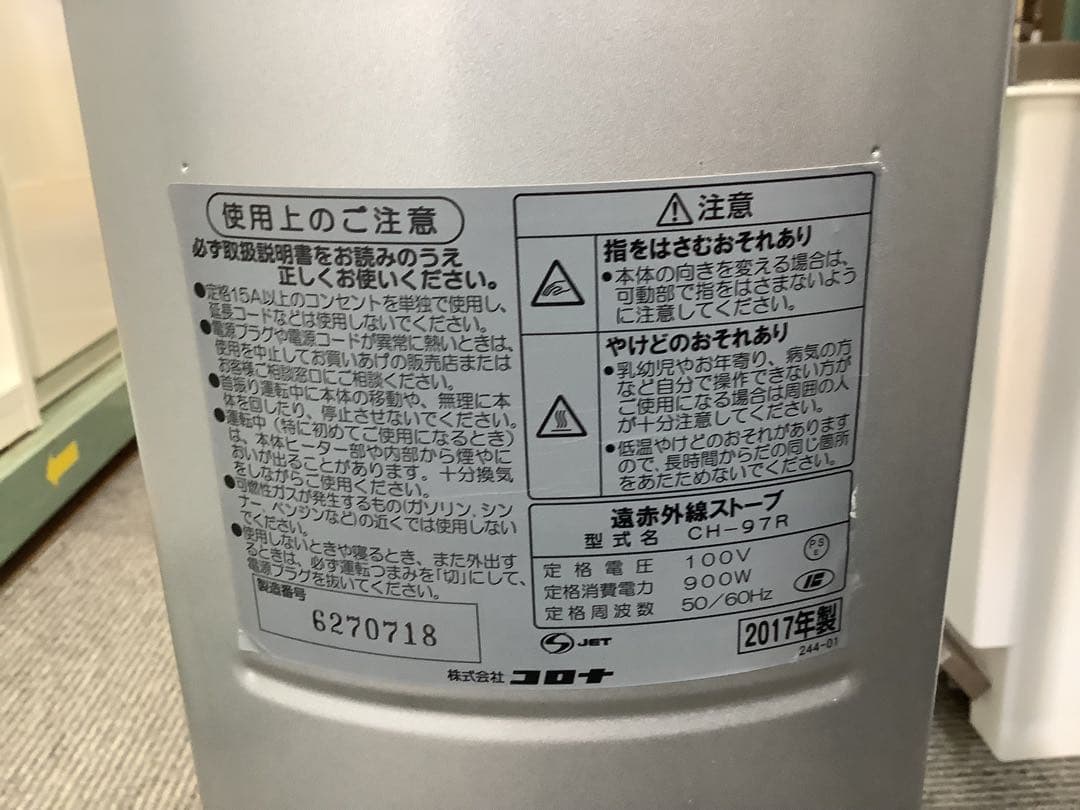 使用上のご注意
必ず取扱説明書をお読みのうえ
正しくお使いください。
●定格15A以上のコンセントを単独で使用し、
延長コードなどは使用しないでください。
●電源プラグや電源コードが異常に熱いときは、
使用を中止してお買いあげの販売店または
お客様ご相談窓口にご相談ください。
●首振り運転中に本体の移動や、無理に本
体を回したり、停止させないでください。
●運転中（特に初めてご使用になるとき）
は、本体ヒーター部や内部から煙やに
おいが出ることがあります。十分換気
をしながらご使用ください。
●可燃性ガスが発生するもの(ガソリン、シン
ナー、ベンジンなど)の近くでは使用しない
でください。
●使用しないときや寝るとき、また外出す
るときは、必ず運転つまみを「切」にして、
電源プラグを抜いてください。
製造番号
6270718
注意
指をはさむおそれあり
●本体の向きを変える場合は、
可動部で指をはさまないよう
に注意してください。
やけどのおそれあり
●乳幼児やお年寄り、病気の方
など自分で操作できない方が
ご使用になる場合は周囲の人
が十分注意してください。
●低温やけどのおそれがあります
ので、長時間からだの同じ箇所
をあたためないでください。
遠赤外線ストーブ
型式名 CH-97R
定格電圧 100V
定格消費電力 900W
定格周波数 50/60Hz
PS
E
JET
2017年製
244-01
株式会社 コロナ